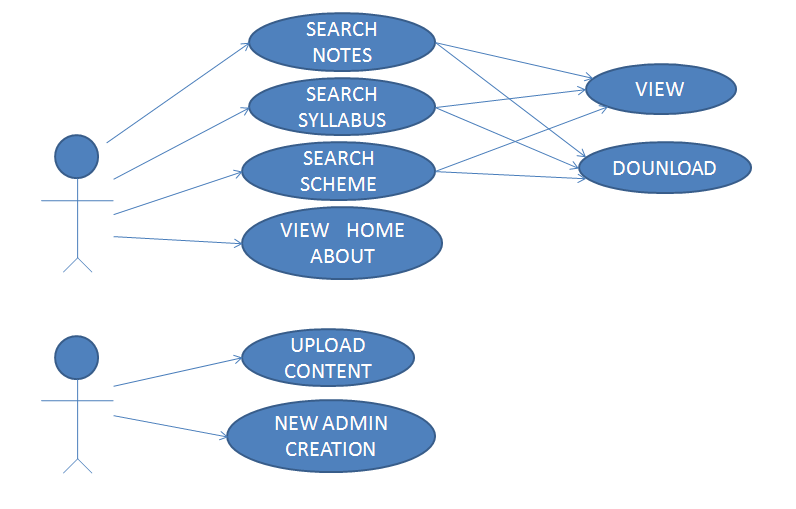 SEARCH
NOTES
VIEW
SEARCH
SYLLABUS
SEARCH
SCHEME
DOUNLOAD
VIEW HOME
ABOUT
UPLOAD
CONTENT
NEW ADMIN
CREATION